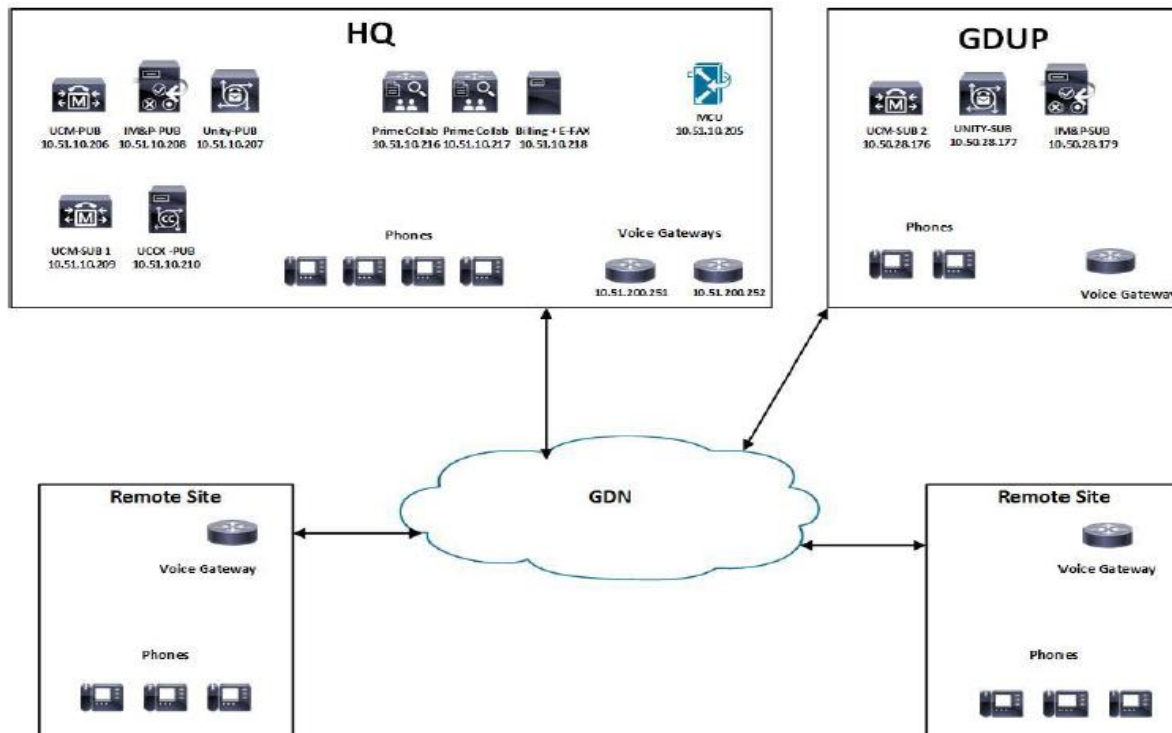 HQ
UCM-PUB
10.51.10.206
IM&P-PUB
10.51.10.208
Unity-PUB
10.51.10.207
Prime Collab
10.51.10.216
Prime Collab
10.51.10.217
Billing + E-FAX
10.51.10.218
MCU
10.51.10.205
UCM-SUB 1
10.51.10.209
UCCX -PUB
10.51.10.210
Phones
Voice Gateways
10.51.200.251
10.51.200.252
GDUP
UCM-SUB 2
10.50.28.176
UNITY-SUB
10.50.28.177
IM&P-SUB
10.50.28.179
Phones
Voice Gateway
GDN
Remote Site
Voice Gateway
Phones
Remote Site
Voice Gateway
Phones